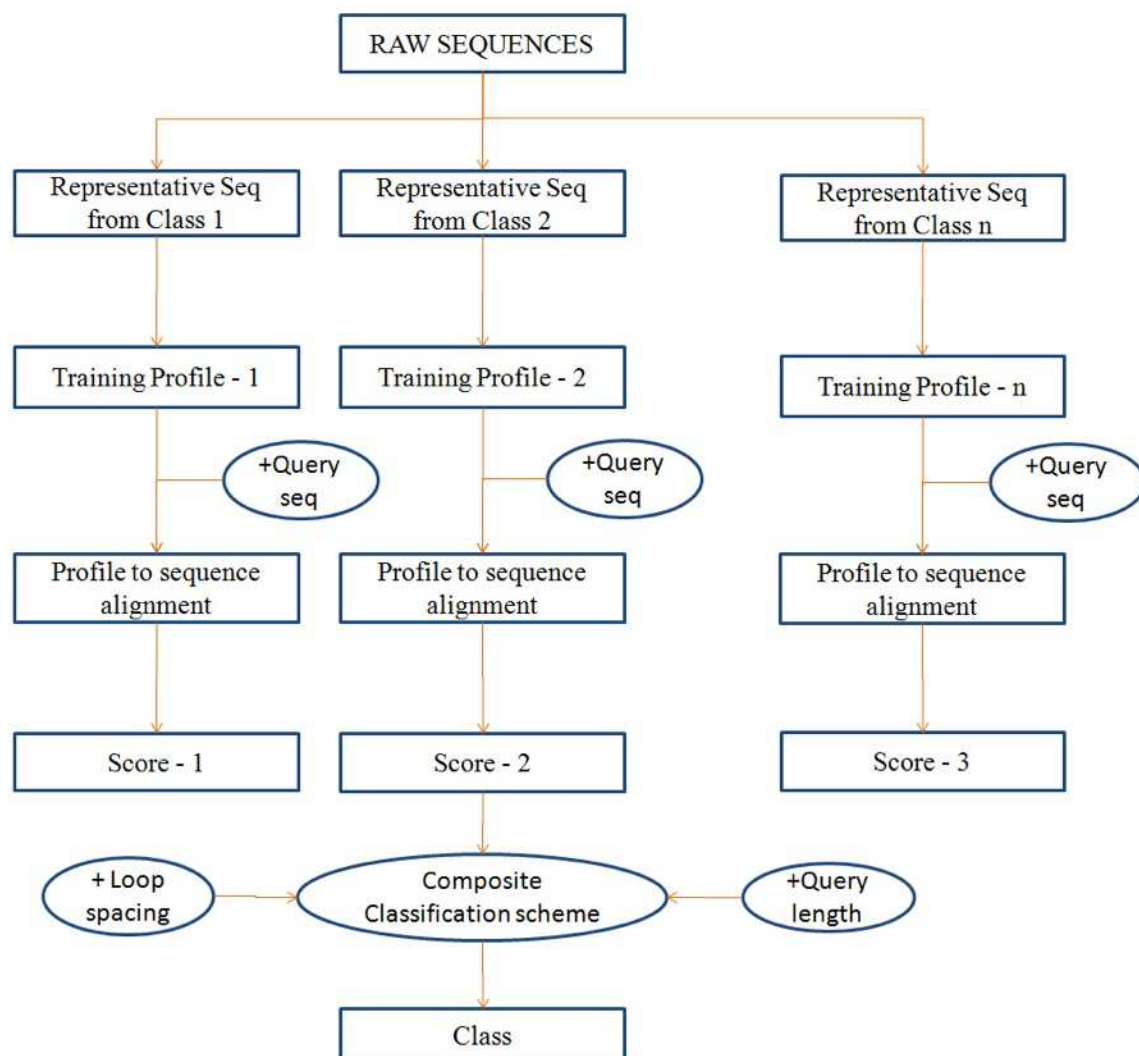 RAW SEQUENCES
Representative Seq
from Class 1
Representative Seq
from Class 2
Representative Seq
from Class n
Training Profile - 1
Training Profile - 2
Training Profile - n
+Query
seq
+Query
seq
+Query
seq
Profile to sequence
alignment
Profile to sequence
alignment
Profile to sequence
alignment
Score - 1
Score - 2
Score - 3
+ Loop
spacing
Composite
Classification scheme
+Query
length
Class